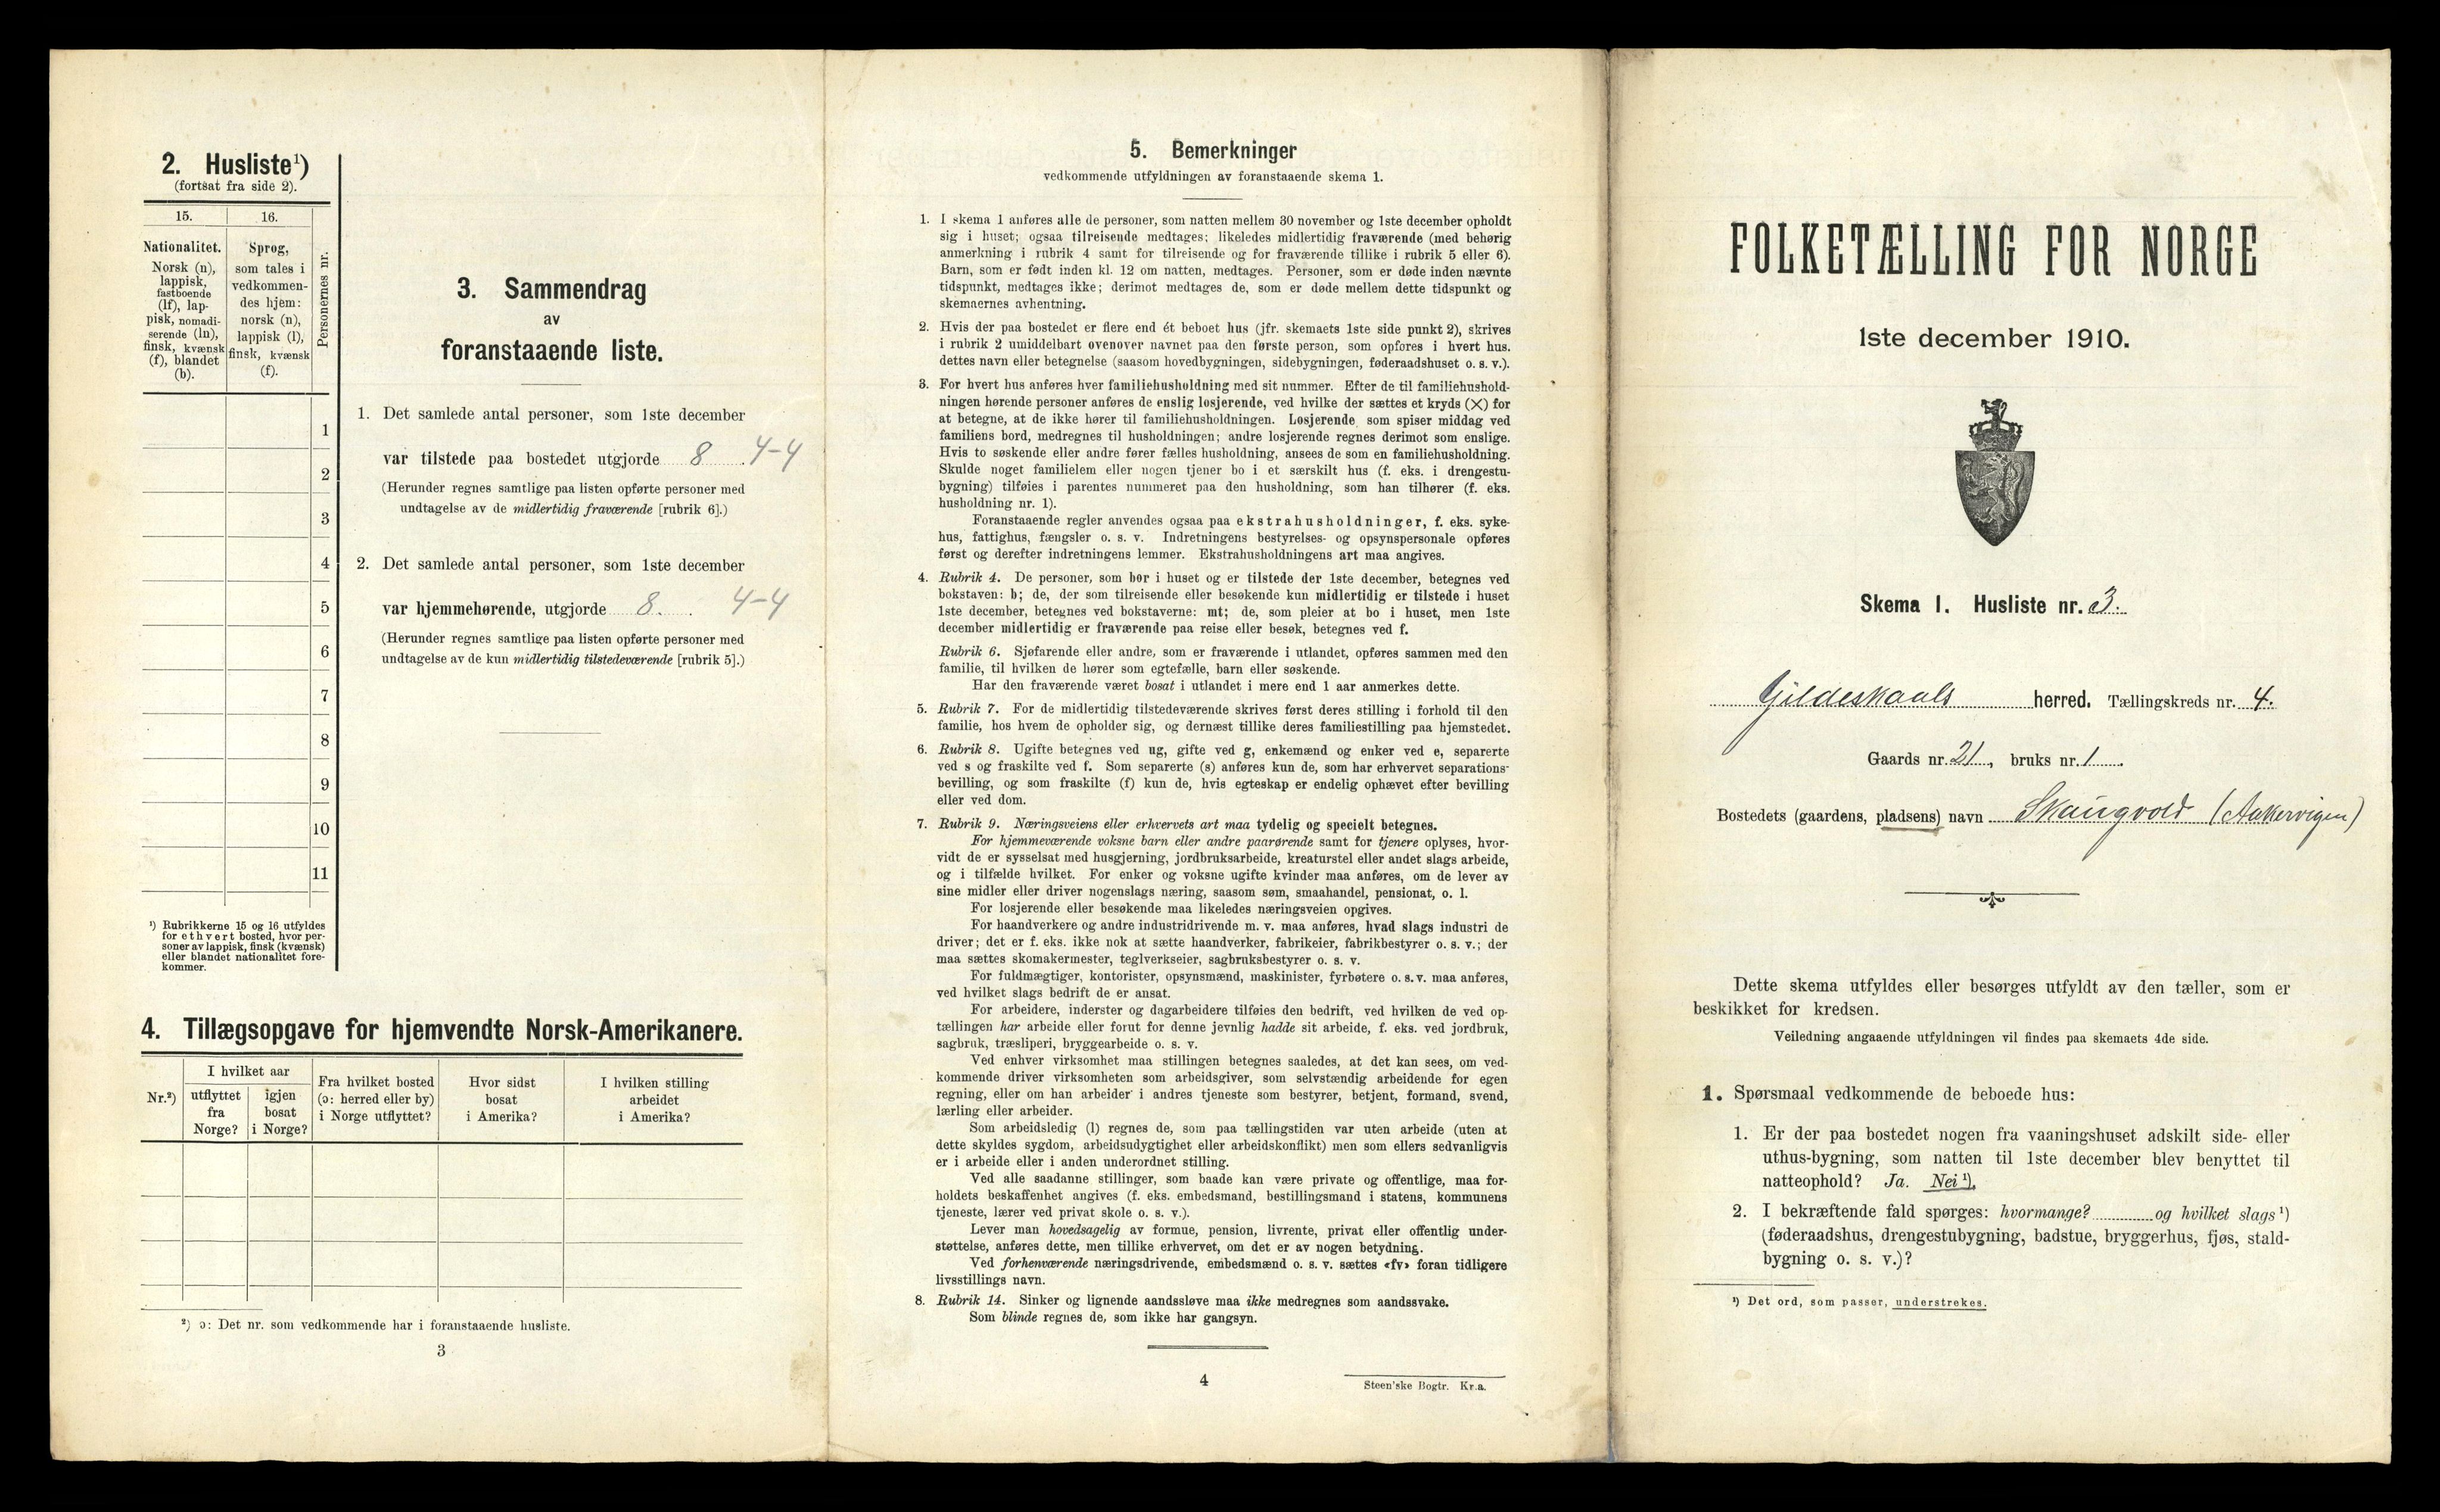 2. Husliste¹)
(fortsat fra side 2).
15.
16.
Personernes nr.
Nationalitet.
Norsk (n),
lappisk,
fastboende
(lf), lap-
pisk, nomadi-
serende (ln),
finsk, kvænsk
(f), blandet
(b).
Sprog,
som tales i
vedkommen-
des hjem:
norsk (n),
lappisk (l),
finsk, kvænsk
(f).
1
2
3
4
5
6
7
8
9
10
11
¹) Rubrikkerne 15 og 16 utfyldes
for ethvert bosted, hvor per-
soner av lappisk, finsk (kvænsk)
eller blandet nationalitet fore-
kommer.
3. Sammendrag
av
foranstaaende liste.
1. Det samlede antal personer, som 1ste december
var tilstede paa bostedet utgjorde 8 4-4
(Herunder regnes samtlige paa listen opførte personer med
undtagelse av de midlertidig fraværende [rubrik 6].)
2. Det samlede antal personer, som 1ste december
var hjemmehørende, utgjorde 8. 4-4
(Herunder regnes samtlige paa listen opførte personer med
undtagelse av de kun midlertidig tilstedeværende [rubrik 5].)
4. Tillægsopgave for hjemvendte Norsk-Amerikanere.
Nr.²)
I hvilket aar
utflyttet
fra
Norge?
igjen
bosat
i Norge?
Fra hvilket bosted
(ɔ: herred eller by)
i Norge utflyttet?
Hvor sidst
bosat
i Amerika?
I hvilken stilling
arbeidet
i Amerika?
²) ɔ: Det nr. som vedkommende har i foranstaaende husliste.
3
5. Bemerkninger
vedkommende utfyldningen av foranstaaende skema 1.
1. I skema 1 anføres alle de personer, som natten mellem 30 november og 1ste december opholdt
sig i huset; ogsaa tilreisende medtages; likeledes midlertidig fraværende (med behørig
anmerkning i rubrik 4 samt for tilreisende og for fraværende tillike i rubrik 5 eller 6).
Barn, som er født inden kl. 12 om natten, medtages. Personer, som er døde inden nævnte
tidspunkt, medtages ikke; derimot medtages de, som er døde mellem dette tidspunkt og
skemaernes avhentning.
2. Hvis der paa bostedet er flere end ét beboet hus (jfr. skemaets 1ste side punkt 2), skrives
i rubrik 2 umiddelbart ovenover navnet paa den første person, som opføres i hvert hus.
dettes navn eller betegnelse (saasom hovedbygningen, sidebygningen, føderaadshuset o. s. v.).
3. For hvert hus anføres hver familiehusholdning med sit nummer. Efter de til familiehushold-
ningen hørende personer anføres de enslig losjerende, ved hvilke der sættes et kryds (×) for
at betegne, at de ikke hører til familiehusholdningen. Losjerende som spiser middag ved
familiens bord, medregnes til husholdningen; andre losjerende regnes derimot som enslige.
Hvis to søskende eller andre fører fælles husholdning, ansees de som en familiehusholdning.
Skulde noget familielem eller nogen tjener bo i et særskilt hus (f. eks. i drengestu-
bygning) tilføies i parentes nummeret paa den husholdning, som han tilhører (f. eks.
husholdning nr. 1).
Foranstaaende regler anvendes ogsaa paa ekstrahusholdninger, f. eks. syke-
hus, fattighus, fængsler o. s. v. Indretningens bestyrelses- og opsynspersonale opføres
først og derefter indretningens lemmer. Ekstrahusholdningens art maa angives.
4. Rubrik 4. De personer, som bor i huset og er tilstede der 1ste december, betegnes ved
bokstaven: b; de, der som tilreisende eller besøkende kun midlertidig er tilstede i huset
1ste december, betegnes ved bokstaverne: mt; de, som pleier at bo i huset, men 1ste
december midlertidig er fraværende paa reise eller besøk, betegnes ved f.
Rubrik 6. Sjøfarende eller andre, som er fraværende i utlandet, opføres sammen med den
familie, til hvilken de hører som egtefælle, barn eller søskende.
Har den fraværende været bosat i utlandet i mere end 1 aar anmerkes dette.
5. Rubrik 7. For de midlertidig tilstedeværende skrives først deres stilling i forhold til den
familie, hos hvem de opholder sig, og dernæst tillike deres familiestilling paa hjemstedet.
6. Rubrik 8. Ugifte betegnes ved ug, gifte ved g, enkemænd og enker ved e, separerte
ved s og fraskilte ved f. Som separerte (s) anføres kun de, som har erhvervet separations-
bevilling, og som fraskilte (f) kun de, hvis egteskap er endelig ophævet efter bevilling
eller ved dom.
7. Rubrik 9. Næringsveiens eller erhvervets art maa tydelig og specielt betegnes.
For hjemmeværende voksne barn eller andre paarørende samt for tjenere oplyses, hvor-
vidt de er sysselsat med husgjerning, jordbruksarbeide, kreaturstel eller andet slags arbeide,
og i tilfælde hvilket. For enker og voksne ugifte kvinder maa anføres, om de lever av
sine midler eller driver nogenslags næring, saasom søm, smaahandel, pensionat, o. l.
For losjerende eller besøkende maa likeledes næringsveien opgives.
For haandverkere og andre industridrivende m. v. maa anføres, hvad slags industri de
driver; det er f. eks. ikke nok at sætte haandverker, fabrikeier, fabrikbestyrer o. s. v.; der
maa sættes skomakermester, teglverkseier, sagbruksbestyrer o. s. v.
For fuldmægtiger, kontorister, opsynsmænd, maskinister, fyrbøtere o. s. v. maa anføres,
ved hvilket slags bedrift de er ansat.
For arbeidere, inderster og dagarbeidere tilføies den bedrift, ved hvilken de ved op-
tællingen har arbeide eller forut for denne jevnlig hadde sit arbeide, f. eks. ved jordbruk,
sagbruk, træsliperi, bryggearbeide o. s. v.
Ved enhver virksomhet maa stillingen betegnes saaledes, at det kan sees, om ved-
kommende driver virksomheten som arbeidsgiver, som selvstændig arbeidende for egen
regning, eller om han arbeider i andres tjeneste som bestyrer, betjent, formand, svend,
lærling eller arbeider.
Som arbeidsledig (l) regnes de, som paa tællingstiden var uten arbeide (uten at
dette skyldes sygdom, arbeidsudygtighet eller arbeidskonflikt) men som ellers sedvanligvis
er i arbeide eller i anden underordnet stilling.
Ved alle saadanne stillinger, som baade kan være private og offentlige, maa for-
holdets beskaffenhet angives (f. eks. embedsmand, bestillingsmand i statens, kommunens
tjeneste, lærer ved privat skole o. s. v.).
Lever man hovedsagelig av formue, pension, livrente, privat eller offentlig under-
støttelse, anføres dette, men tillike erhvervet, om det er av nogen betydning.
Ved forhenværende næringsdrivende, embedsmænd o. s. v. sættes «fv» foran tidligere
livsstillings navn.
8. Rubrik 14. Sinker og lignende aandssløve maa ikke medregnes som aandssvake.
Som blinde regnes de, som ikke har gangsyn.
4
Steen'ske Bogtr. Kr.a.
FOLKETÆLLING FOR NORGE
1ste december 1910.
Skema 1. Husliste nr. 3.
Gildeskaals herred. Tællingskreds nr. 4.
Gaards nr. 21, bruks nr. 1.
Bostedets (gaardens, pladsens) navn Skaugvold (Aakervigen)
Dette skema utfyldes eller besørges utfyldt av den tæller, som er
beskikket for kredsen.
Veiledning angaaende utfyldningen vil findes paa skemaets 4de side.
1. Spørsmaal vedkommende de beboede hus:
1. Er der paa bostedet nogen fra vaaningshuset adskilt side- eller
uthus-bygning, som natten til 1ste december blev benyttet til
natteophold? Ja. Nei¹).
2. I bekræftende fald spørges: hvormange? og hvilket slags¹)
(føderaadshus, drengestubygning, badstue, bryggerhus, fjøs, stald-
bygning o. s. v.)?
¹) Det ord, som passer, understrekes.